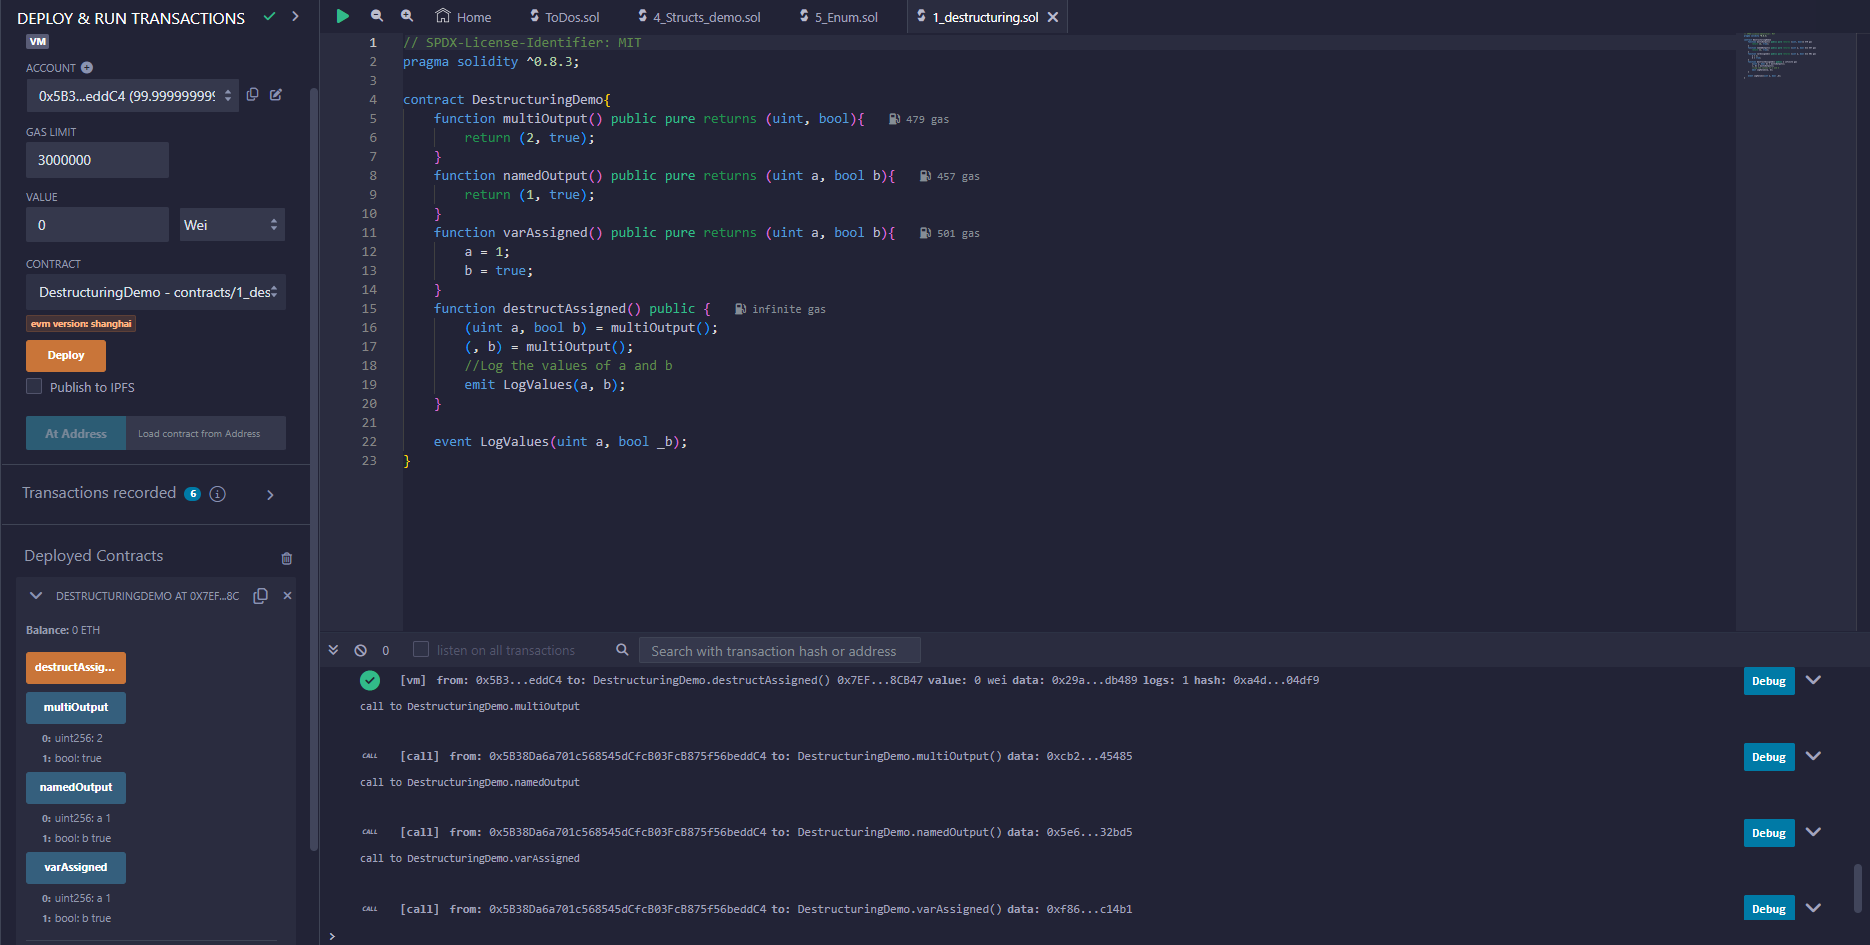 DEPLOY & RUN TRANSACTIONS
VM
ACCOUNT
0x5B3...eddC4 (99.9999999999
GAS LIMIT
3000000
VALUE
0
Wei
CONTRACT
DestructuringDemo - contracts/1_des
evm version: shanghai
Deploy
Publish to IPFS
At Address
Load contract from Address
Transactions recorded 6
Deployed Contracts
DESTRUCTURINGDEMO AT 0X7EF...8C
Balance: 0 ETH
destructAssig...
multiOutput
0: uint256: 2
1: bool: true
namedOutput
0: uint256: a 1
1: bool: b true
varAssigned
0: uint256: a 1
1: bool: b true
Home ToDos.sol 4_Structs_demo.sol 5_Enum.sol 1_destructuring.sol
1 // SPDX-License-Identifier: MIT
2 pragma solidity ^0.8.3;
3
4 contract DestructuringDemo{
5 function multiOutput() public pure returns (uint, bool){ 479 gas
6 return (2, true);
7 }
8 function namedOutput() public pure returns (uint a, bool b){ 457 gas
9 return (1, true);
10 }
11 function varAssigned() public pure returns (uint a, bool b){ 501 gas
12 a = 1;
13 b = true;
14 }
15 function destructAssigned() public { infinite gas
16 (uint a, bool b) = multiOutput();
17 (, b) = multiOutput();
18 //Log the values of a and b
19 emit LogValues(a, b);
20 }
21
22 event LogValues(uint a, bool _b);
23 }
0 listen on all transactions Search with transaction hash or address
[vm] from: 0x5B3...eddC4 to: DestructuringDemo.destructAssigned() 0x7EF...8CB47 value: 0 wei data: 0x29a...db489 logs: 1 hash: 0xa4d...04df9 Debug
call to DestructuringDemo.multiOutput
CALL [call] from: 0x5B38Da6a701c568545dCfcB03FcB875f56beddC4 to: DestructuringDemo.multiOutput() data: 0xcb2...45485 Debug
call to DestructuringDemo.namedOutput
CALL [call] from: 0x5B38Da6a701c568545dCfcB03FcB875f56beddC4 to: DestructuringDemo.namedOutput() data: 0x5e6...32bd5 Debug
call to DestructuringDemo.varAssigned
CALL [call] from: 0x5B38Da6a701c568545dCfcB03FcB875f56beddC4 to: DestructuringDemo.varAssigned() data: 0xf86...c14b1 Debug
>